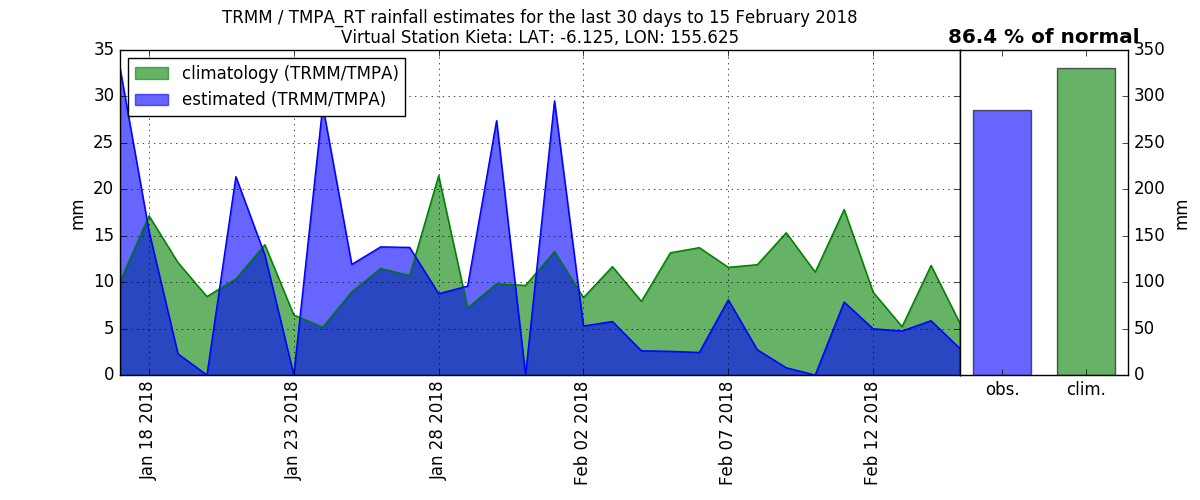 TRMM / TMPA_RT rainfall estimates for the last 30 days to 15 February 2018
Virtual Station Kieta: LAT: -6.125, LON: 155.625
86.4 % of normal
climatology (TRMM/TMPA)
estimated (TRMM/TMPA)
mm
35
30
25
20
15
10
5
0
Jan 18 2018
Jan 23 2018
Jan 28 2018
Feb 02 2018
Feb 07 2018
Feb 12 2018
obs.
clim.
350
300
250
200
150
100
50
0
mm